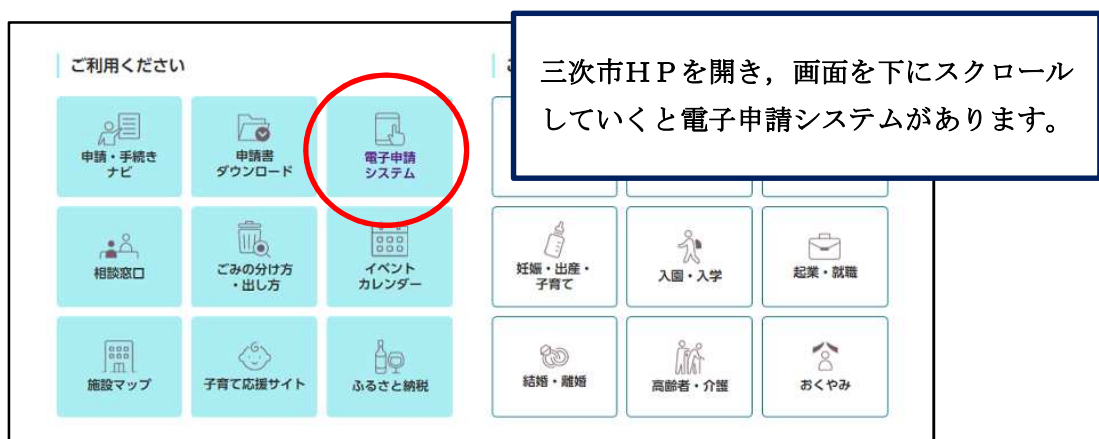 三次市HPを開き，画面を下にスクロール
していくと電子申請システムがあります。
ご利用ください
申請・手続き
ナビ
申請書
ダウンロード
電子申請
システム
相談窓口
ごみの分け方
・出し方
イベント
カレンダー
施設マップ
子育て応援サイト
ふるさと納税
妊娠・出産・
子育て
入園・入学
起業・就職
結婚・離婚
高齢者・介護
おくやみ